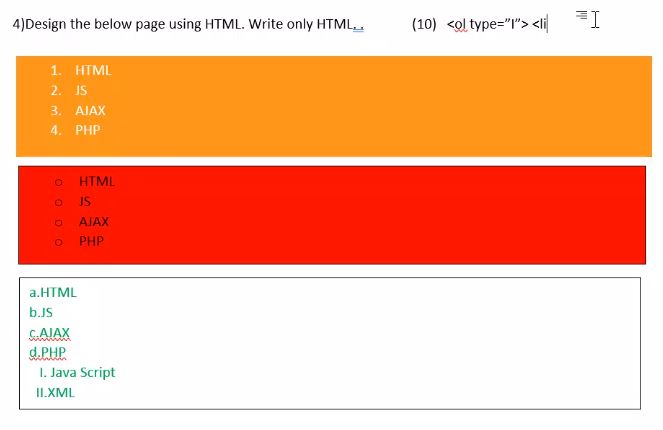 4)Design the below page using HTML. Write only HTML. . (10) <ol type=”I”> <li
1. HTML
2. JS
3. AJAX
4. PHP
o HTML
o JS
o AJAX
o PHP
a.HTML
b.JS
c.AJAX
d.PHP
I. Java Script
II.XML